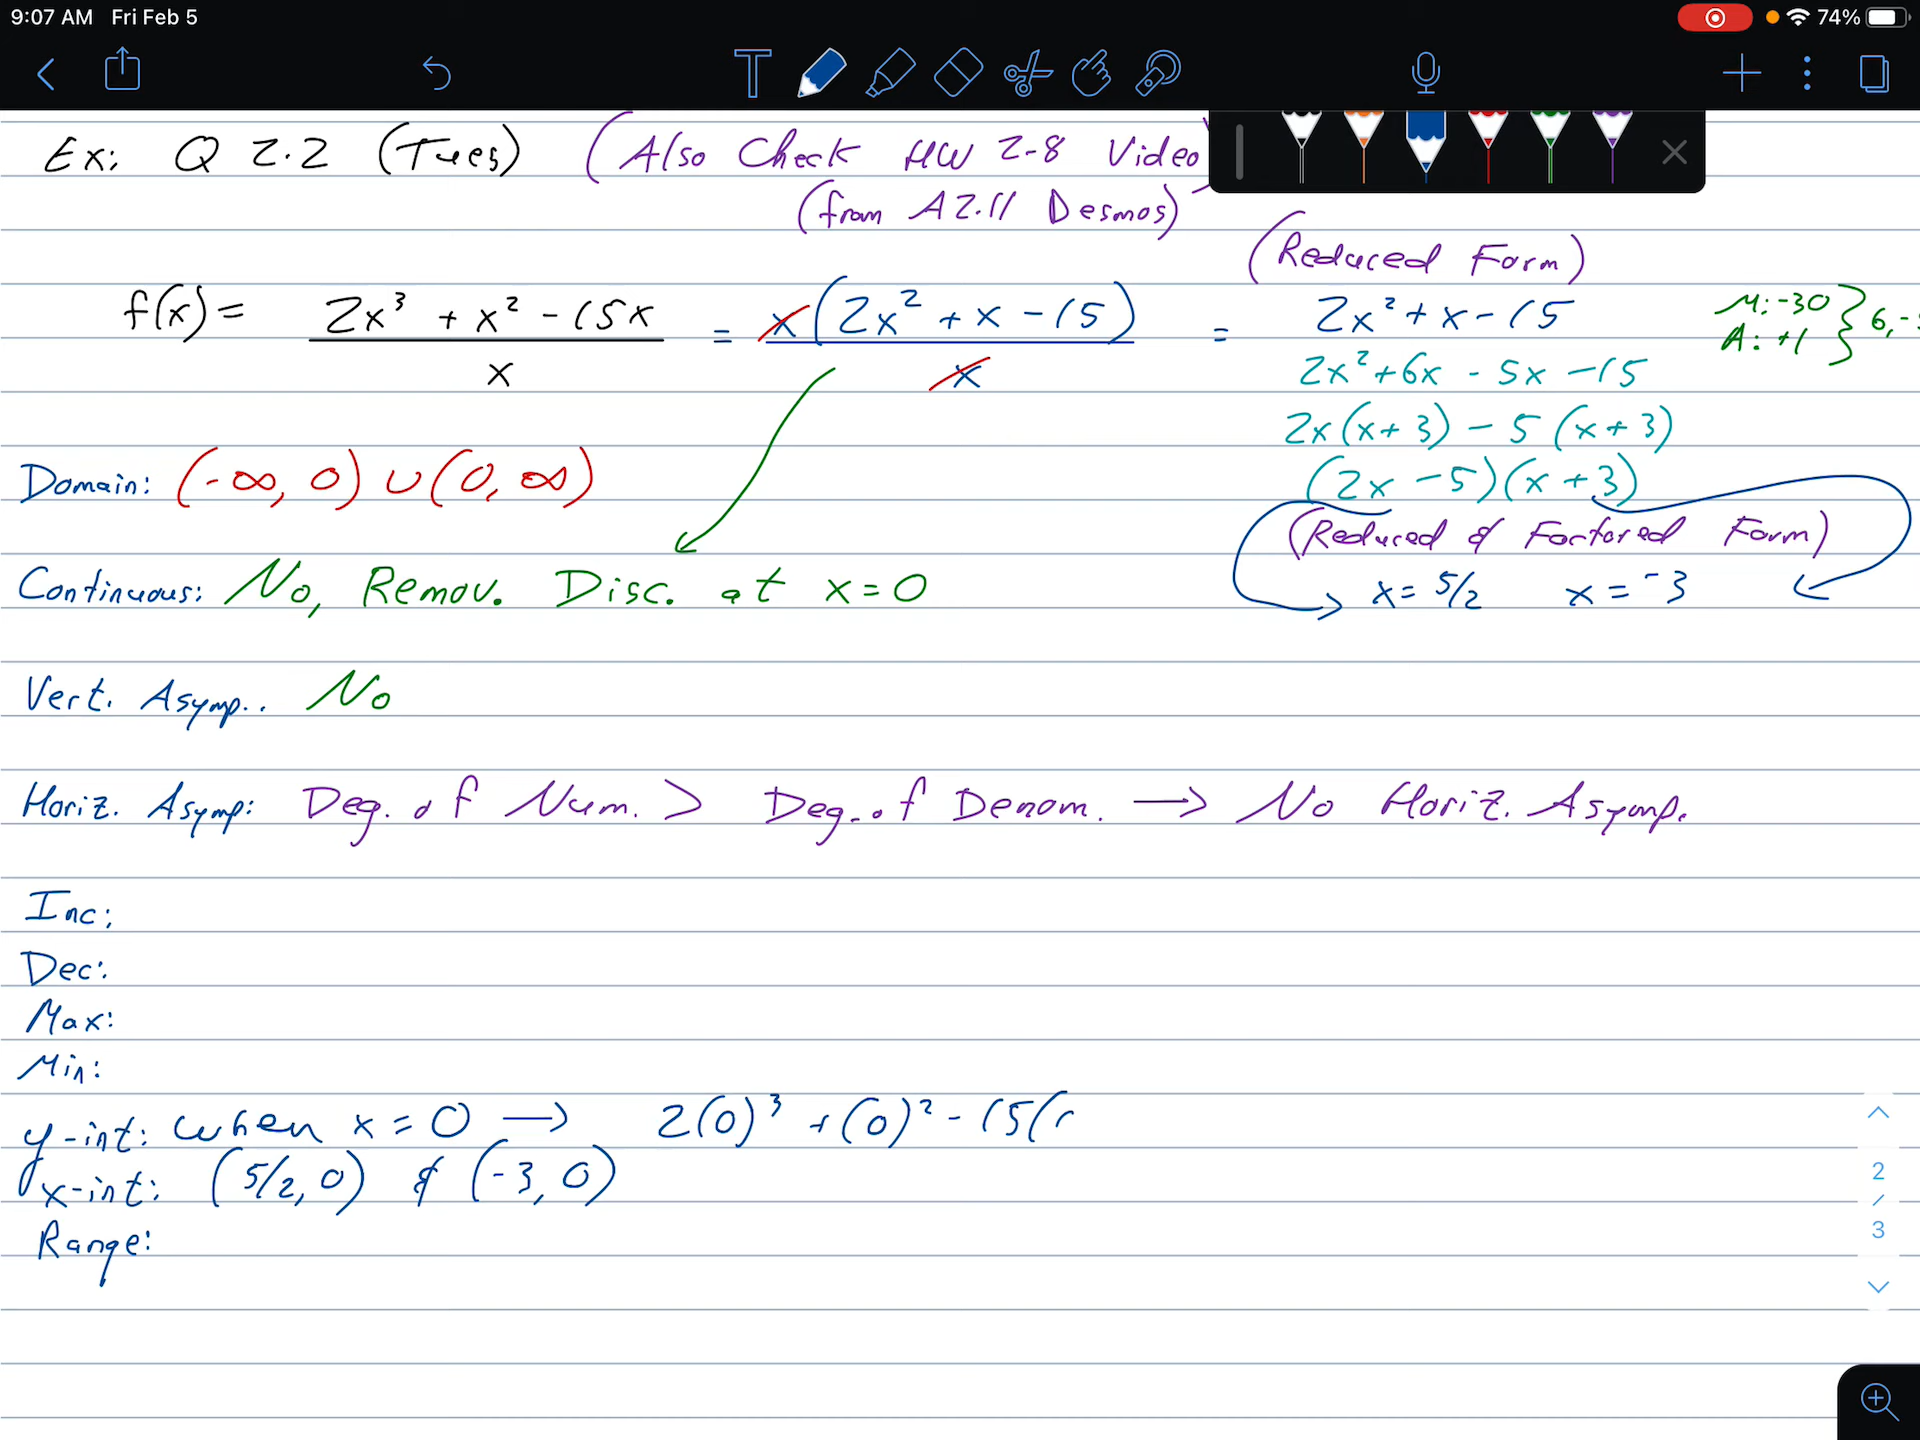 9:07 AM Fri Feb 5 74%
Ex: Q 2.2 (Tues) (Also Check HW 2-8 Video
(from A2.11 Desmos)
(Reduced Form)
f(x) = 2x³ + x² - 15x / x = x(2x² + x - 15) / x = 2x² + x - 15
M: -30
A: +1 } 6, -
2x² + 6x - 5x - 15
2x(x + 3) - 5(x + 3)
(2x - 5)(x + 3)
Domain: (-∞, 0) ∪ (0, ∞)
(Reduced & Factored Form)
x = 5/2 x = -3
Continuous: No, Remov. Disc. at x = 0
Vert. Asymp.: No
Horiz. Asymp: Deg. of Num. > Deg. of Denom. → No Horiz. Asymp.
Inc:
Dec:
Max:
Min:
y-int: when x = 0 → 2(0)³ + (0)² - 15(
x-int: (5/2, 0) & (-3, 0)
Range:
2
/
3